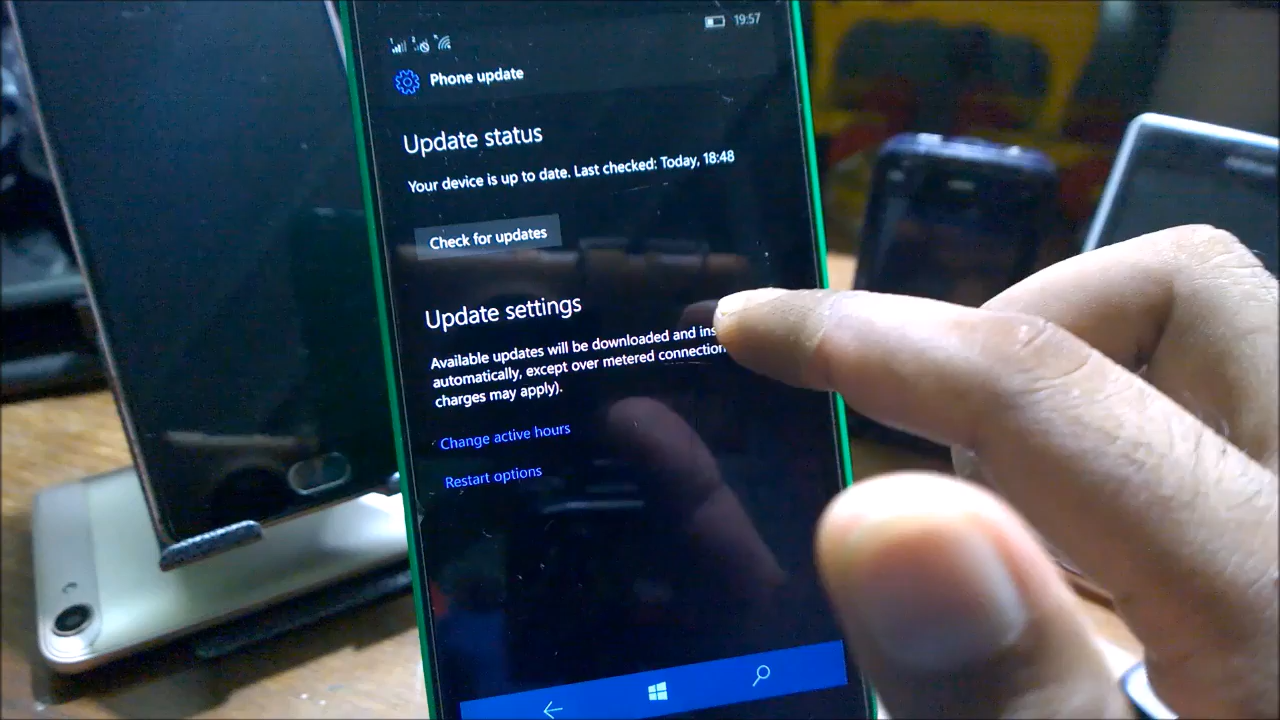 19:57
Phone update
Update status
Your device is up to date. Last checked: Today, 18:48
Check for updates
Update settings
Available updates will be downloaded and
automatically, except over metered connection
charges may apply).
Change active hours
Restart options